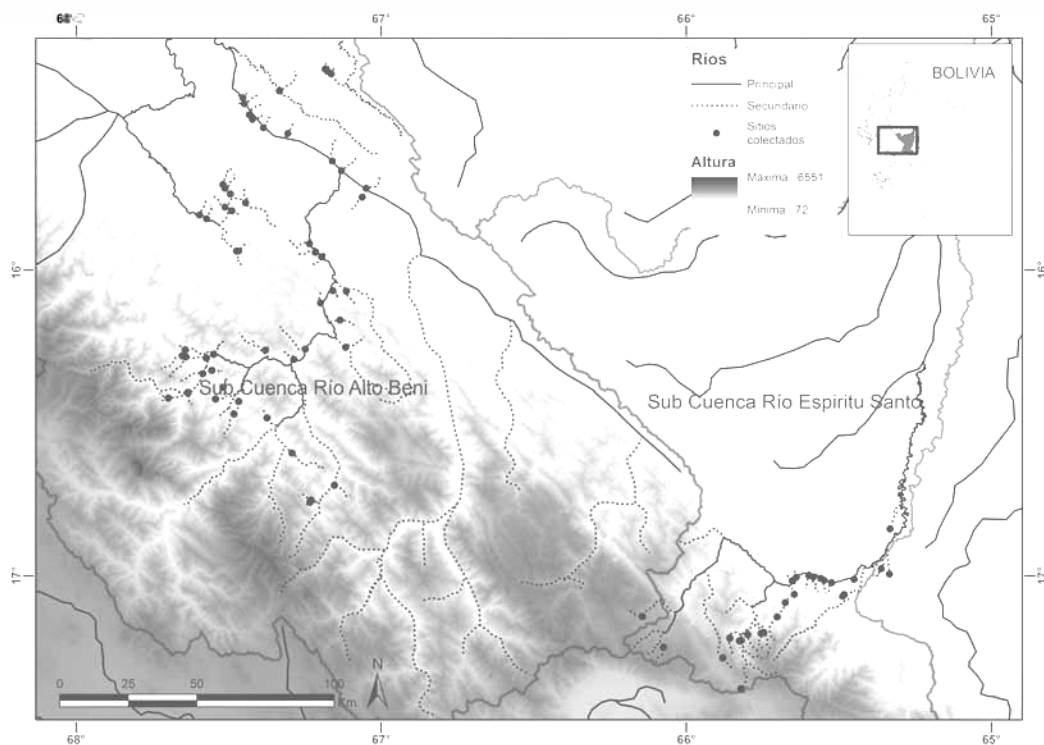 67°
66°
65°
Ríos
Principal
Secundario
Sitios
colectados
Altura
Máxima 6551
Mínima 72
BOLIVIA
16°
16°
Sub Cuenca Río Alto Beni
Sub Cuenca Río Espiritu Santo
17°
17°
N
0 25 50 100
Km.
68°
67°
66°
65°